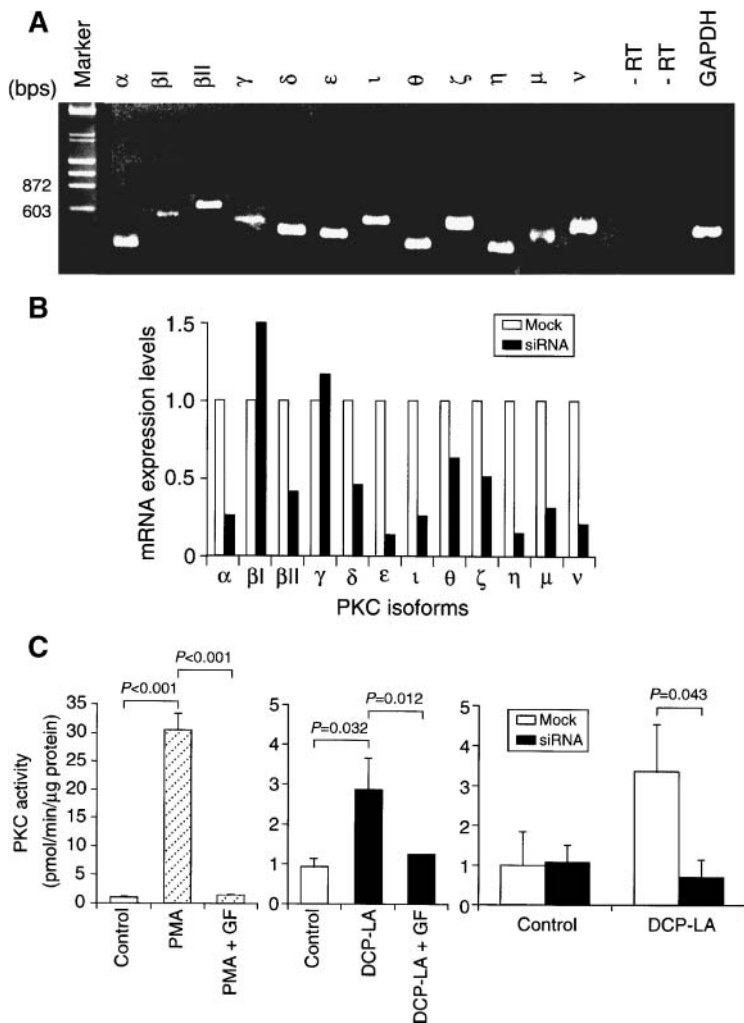 A
Marker α βI βII γ δ ε ι θ ζ η μ ν - RT - RT GAPDH
(bps)
872
603
B
mRNA expression levels
1.5
1.0
0.5
0
Mock
siRNA
α βI βII γ δ ε ι θ ζ η μ ν
PKC isoforms
C
PKC activity
(pmol/min/μg protein)
P<0.001
P<0.001
35
30
25
20
15
10
5
0
Control PMA PMA + GF
P=0.012
P=0.032
5
4
3
2
1
0
Control DCP-LA DCP-LA + GF
P=0.043
Mock
siRNA
5
4
3
2
1
0
Control DCP-LA